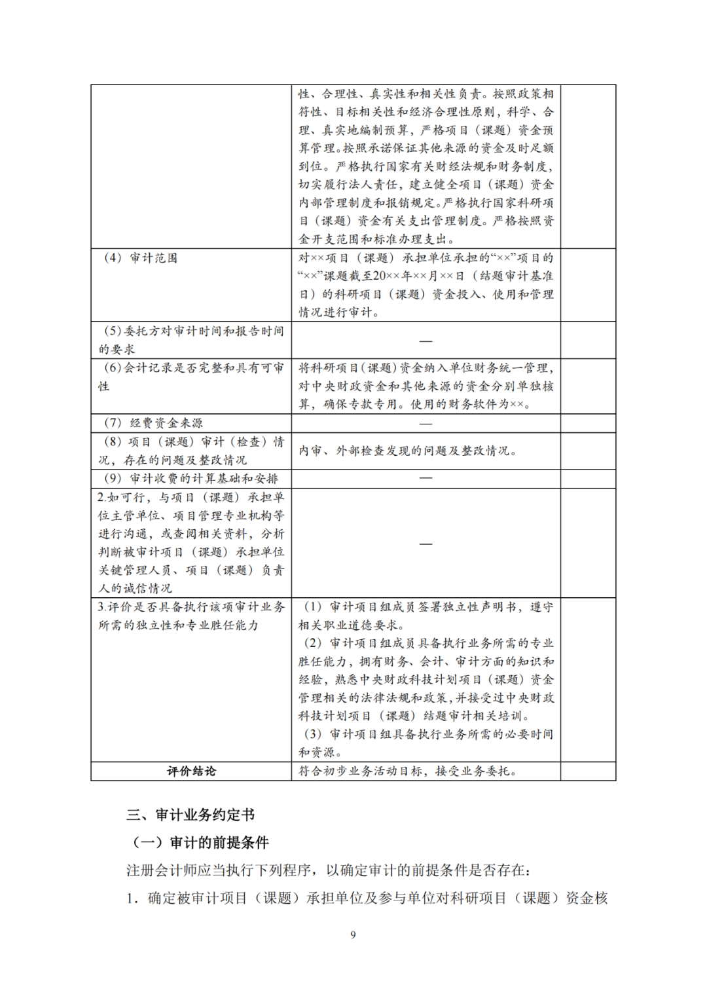 性、合理性、真实性和相关性负责。按照政策相
符性、目标相关性和经济合理性原则，科学、合
理、真实地编制预算，严格项目（课题）资金预
算管理。按照承诺保证其他来源的资金及时足额
到位。严格执行国家有关财经法规和财务制度，
切实履行法人责任，建立健全项目（课题）资金
内部管理制度和报销规定。严格执行国家科研项
目（课题）资金有关支出管理制度。严格按照资
金开支范围和标准办理支出。
（4）审计范围
对××项目（课题）承担单位承担的“××”项目的
“××”课题截至20××年××月××日（结题审计基准
日）的科研项目（课题）资金投入、使用和管理
情况进行审计。
（5）委托方对审计时间和报告时间
的要求
—
（6）会计记录是否完整和具有可审
性
将科研项目（课题）资金纳入单位财务统一管理，
对中央财政资金和其他来源的资金分别单独核
算，确保专款专用。使用的财务软件为××。
（7）经费资金来源
—
（8）项目（课题）审计（检查）情
况，存在的问题及整改情况
内审、外部检查发现的问题及整改情况。
（9）审计收费的计算基础和安排
—
2.如可行，与项目（课题）承担单
位主管单位、项目管理专业机构等
进行沟通，或查阅相关资料，分析
判断被审计项目（课题）承担单位
关键管理人员、项目（课题）负责
人的诚信情况
—
3.评价是否具备执行该项审计业务
所需的独立性和专业胜任能力
（1）审计项目组成员签署独立性声明书，遵守
相关职业道德要求。
（2）审计项目组成员具备执行业务所需的专业
胜任能力，拥有财务、会计、审计方面的知识和
经验，熟悉中央财政科技计划项目（课题）资金
管理相关的法律法规和政策，并接受过中央财政
科技计划项目（课题）结题审计相关培训。
（3）审计项目组具备执行业务所需的必要时间
和资源。
评价结论
符合初步业务活动目标，接受业务委托。
三、审计业务约定书
（一）审计的前提条件
注册会计师应当执行下列程序，以确定审计的前提条件是否存在：
1．确定被审计项目（课题）承担单位及参与单位对科研项目（课题）资金核
9